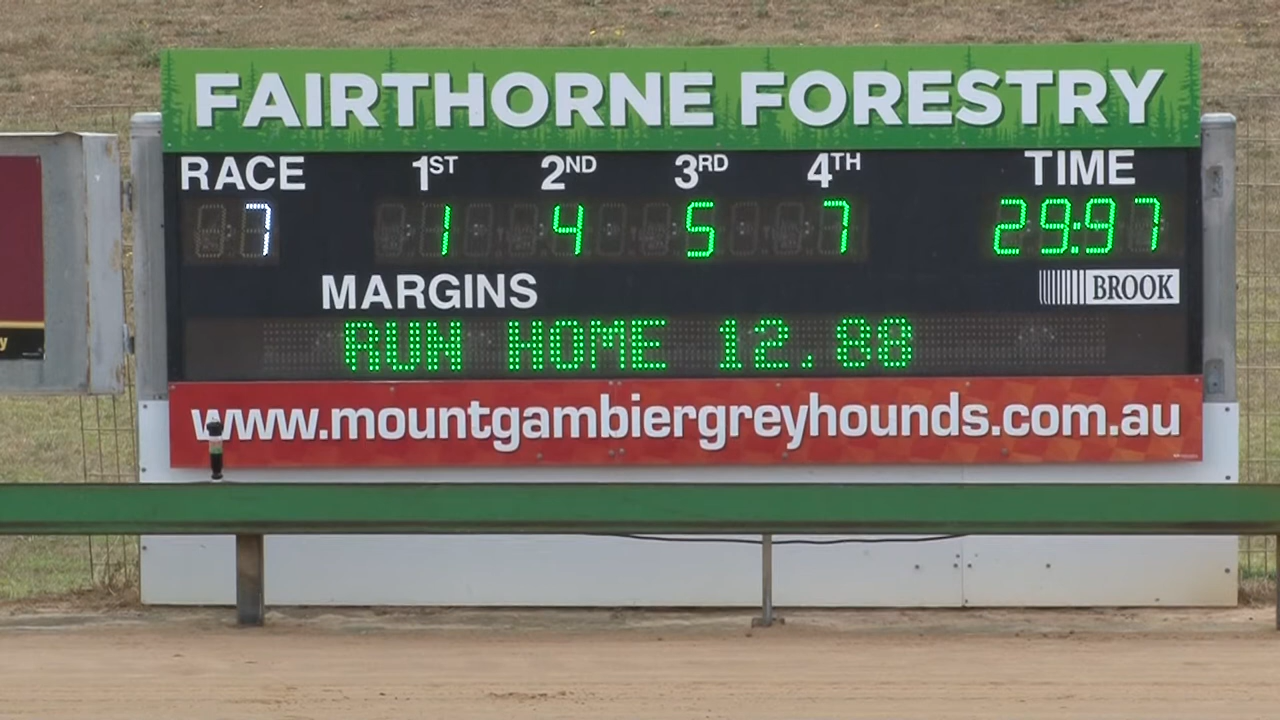 FAIRTHORNE FORESTRY
RACE 1ST 2ND 3RD 4TH TIME
7 1 4 5 7 29:97
MARGINS
BROOK
RUN HOME 12.88
www.mountgambiergreyhounds.com.au